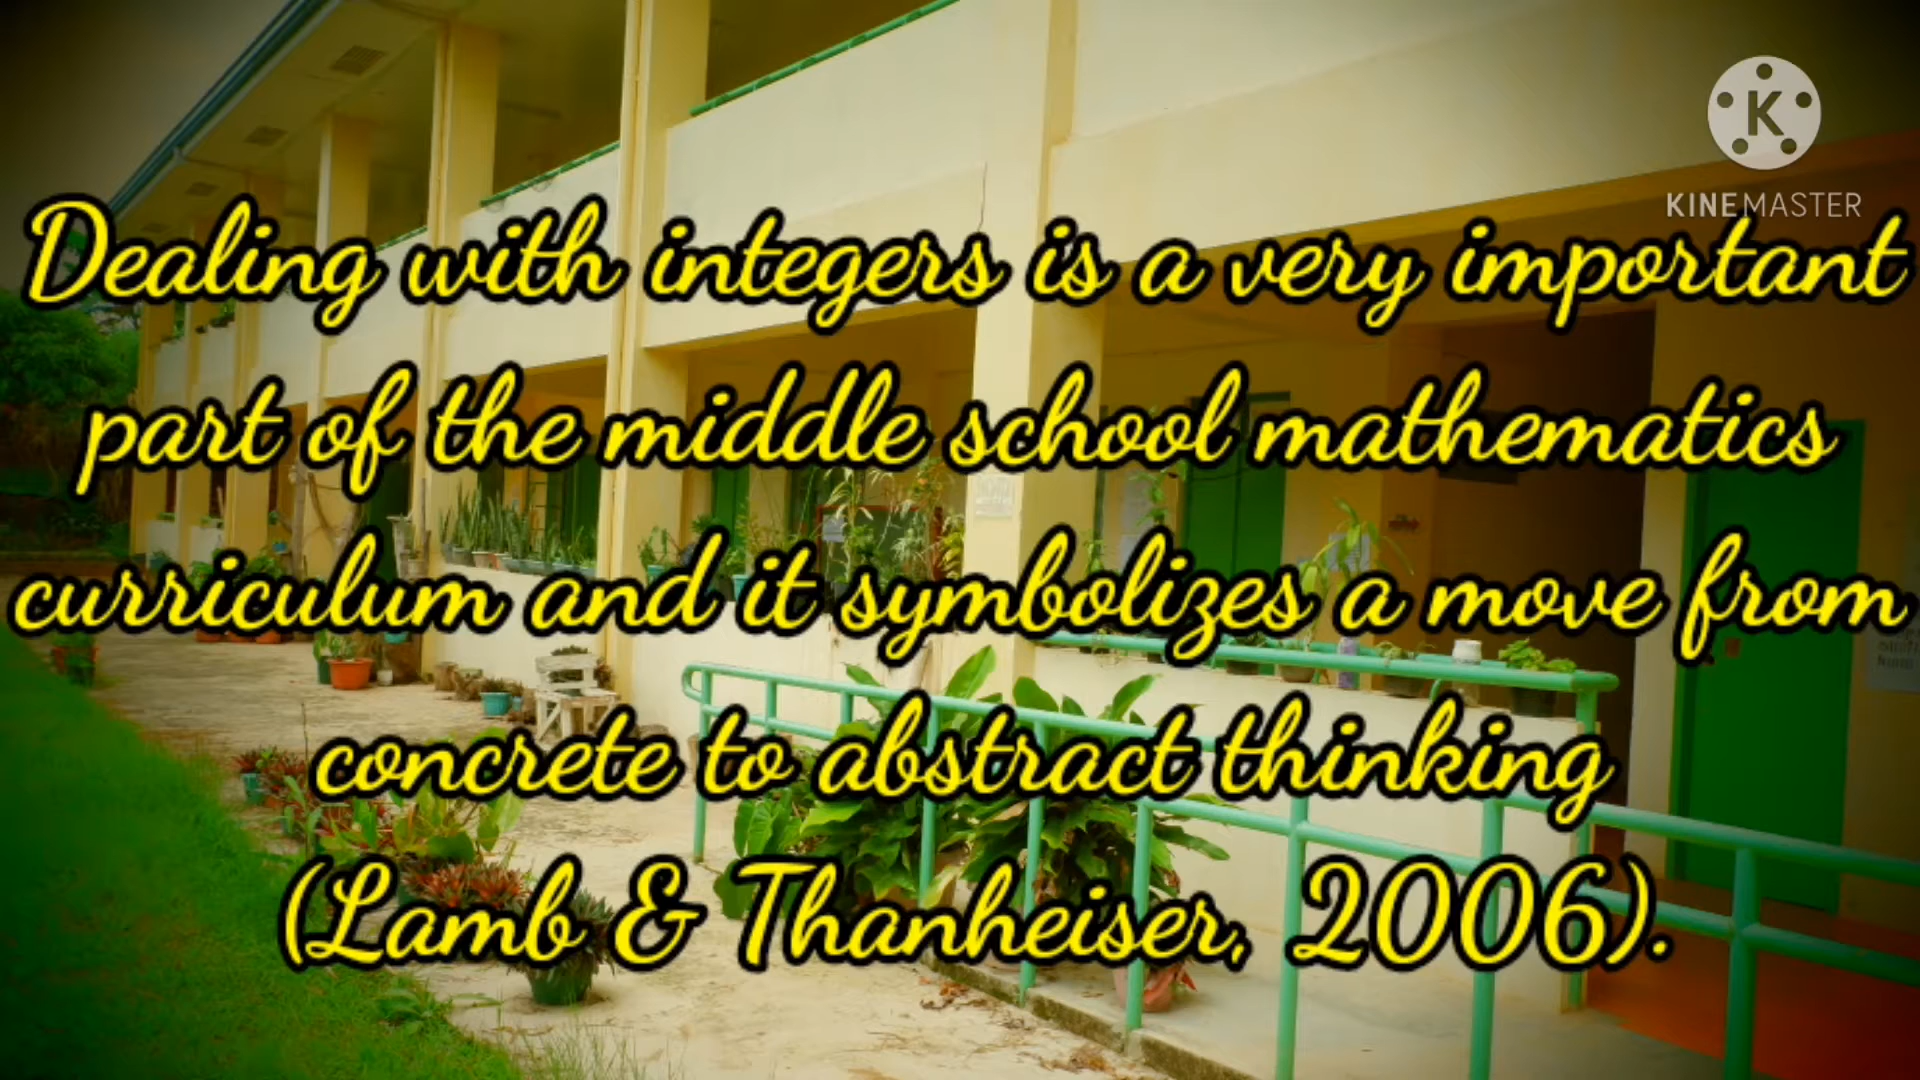 KINEMASTER
Dealing with integers is a very important
part of the middle school mathematics
curriculum and it symbolizes a move from
concrete to abstract thinking
(Lamb & Thanheiser, 2006).